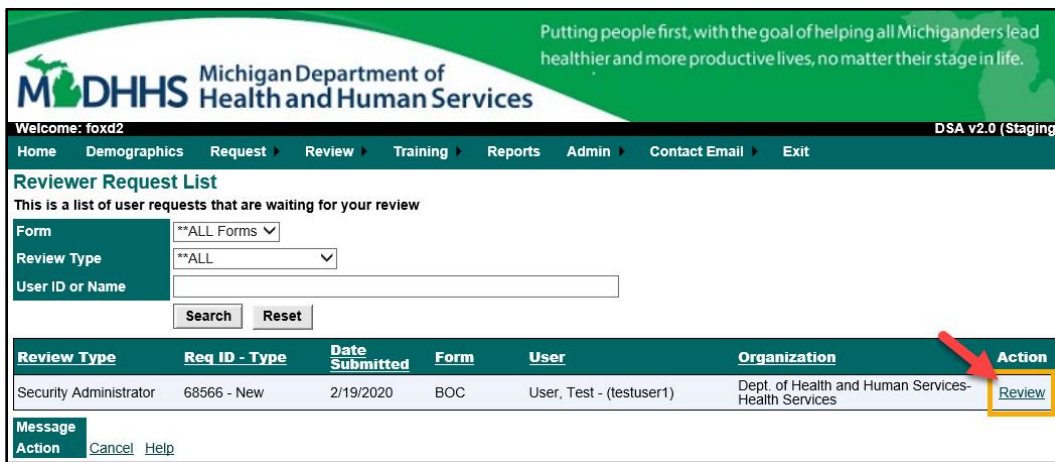 Putting people first, with the goal of helping all Michiganders lead
healthier and more productive lives, no matter their stage in life.
MDHHS Michigan Department of
Health and Human Services
Welcome: foxd2 DSA v2.0 (Staging
Home Demographics Request Review Training Reports Admin Contact Email Exit
Reviewer Request List
This is a list of user requests that are waiting for your review
Form **ALL Forms
Review Type **ALL
User ID or Name
Search Reset
Review Type Req ID - Type Date Submitted Form User Organization Action
Security Administrator 68566 - New 2/19/2020 BOC User, Test - (testuser1) Dept. of Health and Human Services-
Health Services Review
Message
Action Cancel Help